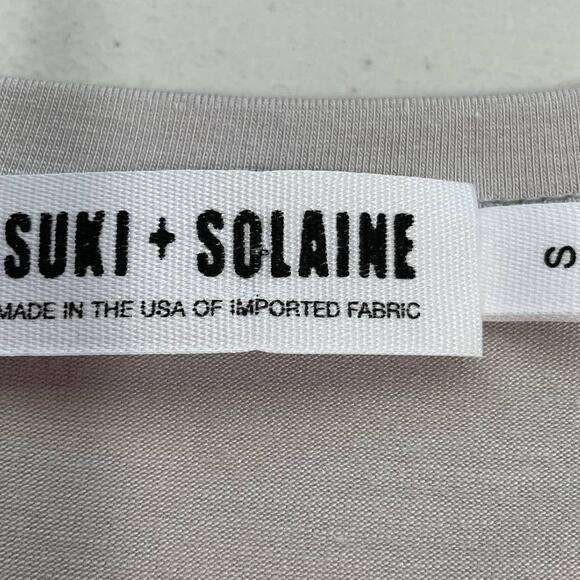 SUKI + SOLAINE
MADE IN THE USA OF IMPORTED FABRIC
S